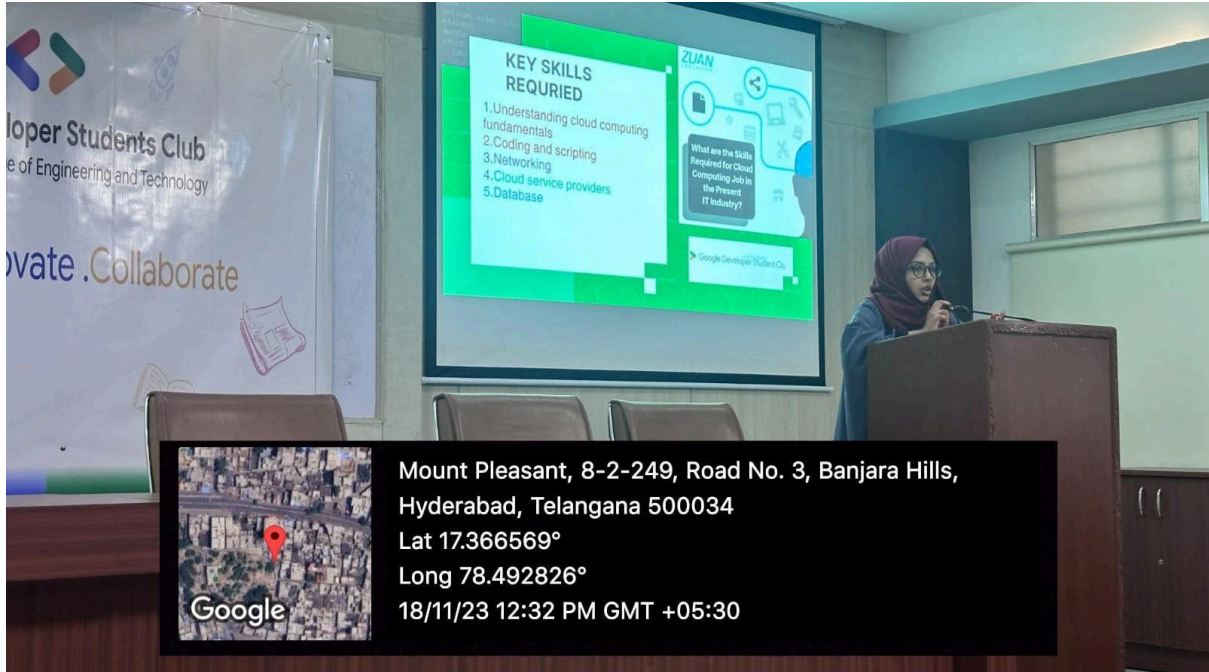 loper Students Club
e of Engineering and Technology
ovate .Collaborate
KEY SKILLS
REQURIED
1.Understanding cloud computing
fundamentals
2.Coding and scripting
3.Networking
4.Cloud service providers
5.Database
ZUAN
EDUCATION
What are the Skills
Required for Cloud
Computing Job in
the Present
IT Industry?
Google Developer Student Clu
Google
Mount Pleasant, 8-2-249, Road No. 3, Banjara Hills,
Hyderabad, Telangana 500034
Lat 17.366569°
Long 78.492826°
18/11/23 12:32 PM GMT +05:30